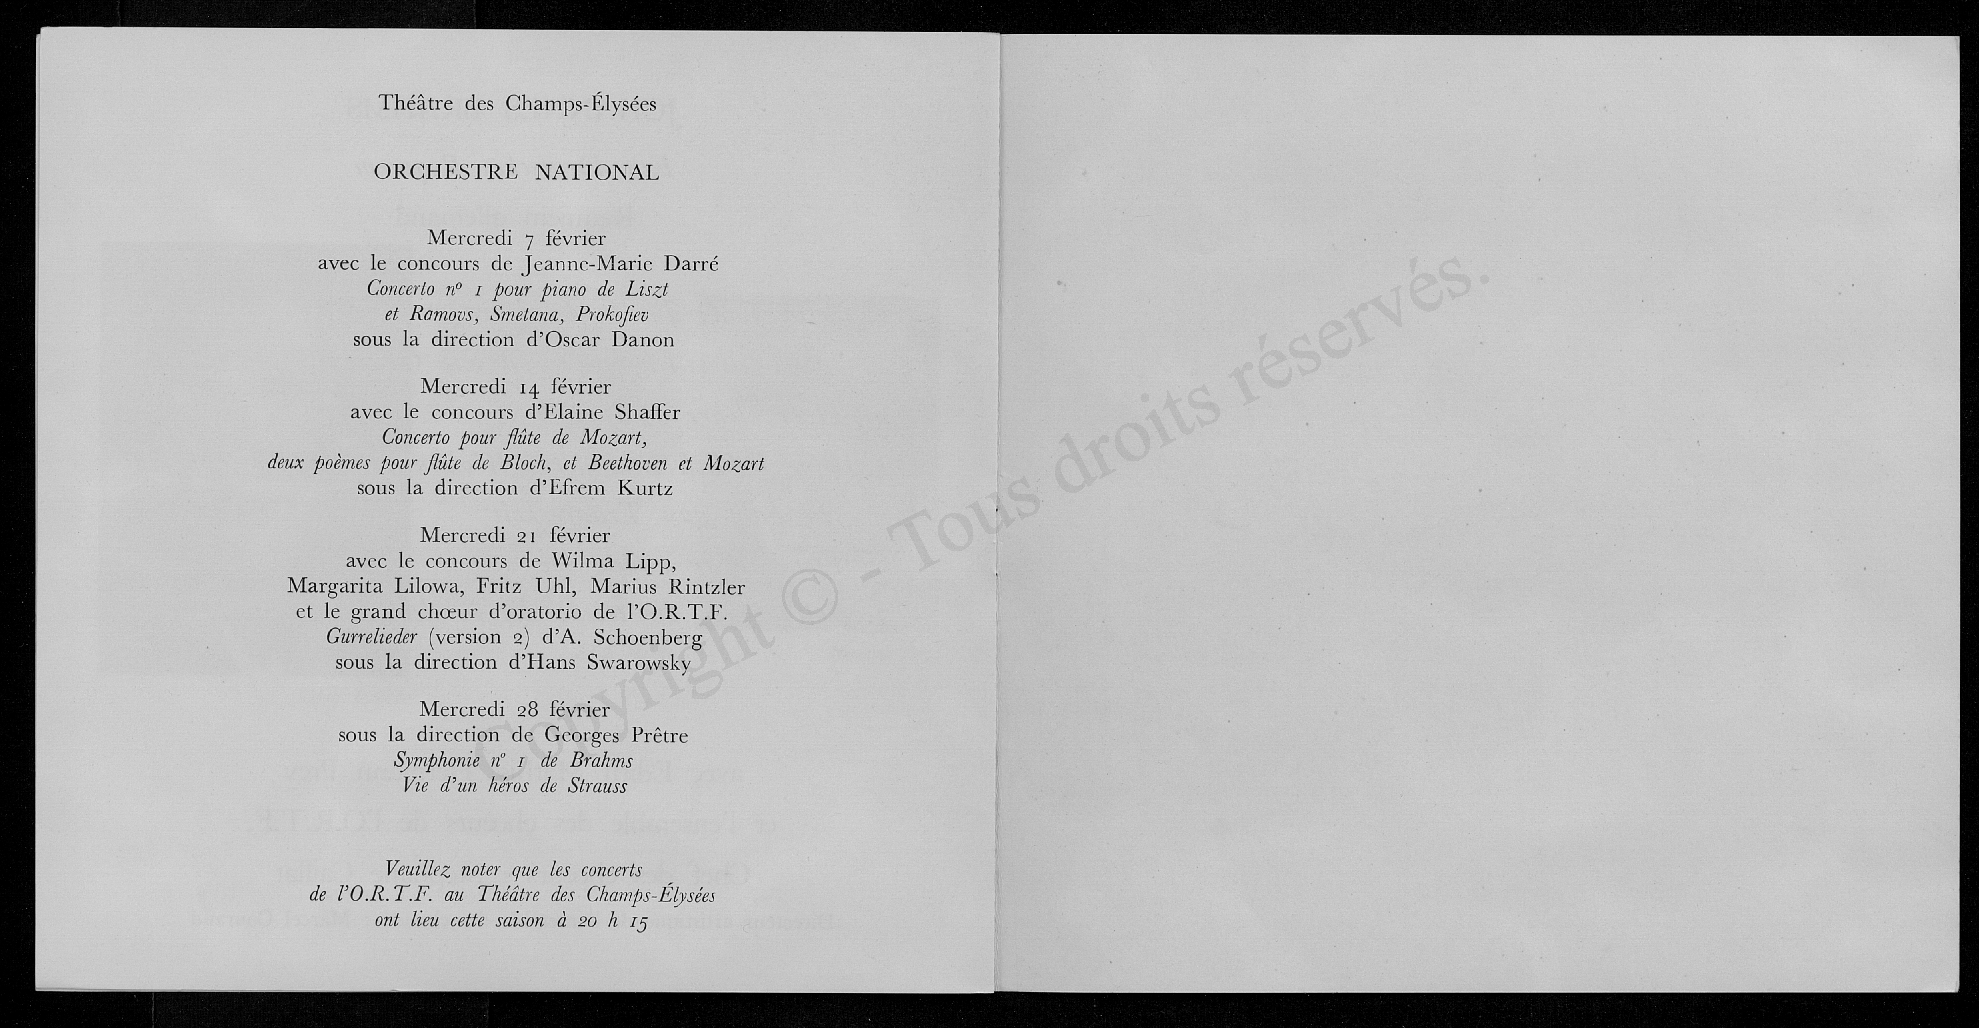 Théâtre des Champs-Élysées
ORCHESTRE NATIONAL
Mercredi 7 février
avec le concours de Jeanne-Marie Darré
Concerto nº 1 pour piano de Liszt
et Ramovs, Smetana, Prokofiev
sous la direction d'Oscar Danon
Mercredi 14 février
avec le concours d'Elaine Shaffer
Concerto pour flûte de Mozart,
deux poèmes pour flûte de Bloch, et Beethoven et Mozart
sous la direction d'Efrem Kurtz
Mercredi 21 février
avec le concours de Wilma Lipp,
Margarita Lilowa, Fritz Uhl, Marius Rintzler
et le grand chœur d'oratorio de l'O.R.T.F.
Gurrelieder (version 2) d'A. Schoenberg
sous la direction d'Hans Swarowsky
Mercredi 28 février
sous la direction de Georges Prêtre
Symphonie nº 1 de Brahms
Vie d'un héros de Strauss
Veuillez noter que les concerts
de l'O.R.T.F. au Théâtre des Champs-Élysées
ont lieu cette saison à 20 h 15
Copyright © - Tous droits réservés.